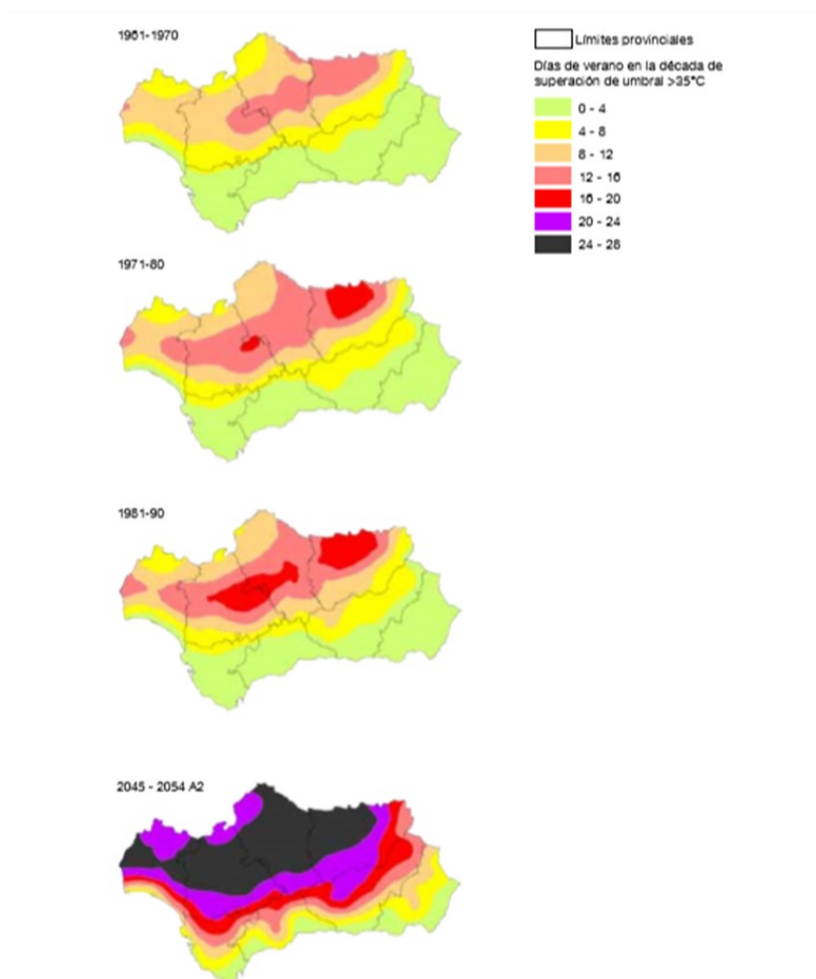 1961-1970
Límites provinciales
Días de verano en la década de
superación de umbral >35°C
0 - 4
4 - 8
8 - 12
12 - 16
16 - 20
20 - 24
24 - 28
1971-80
1981-90
2045 - 2054 A2